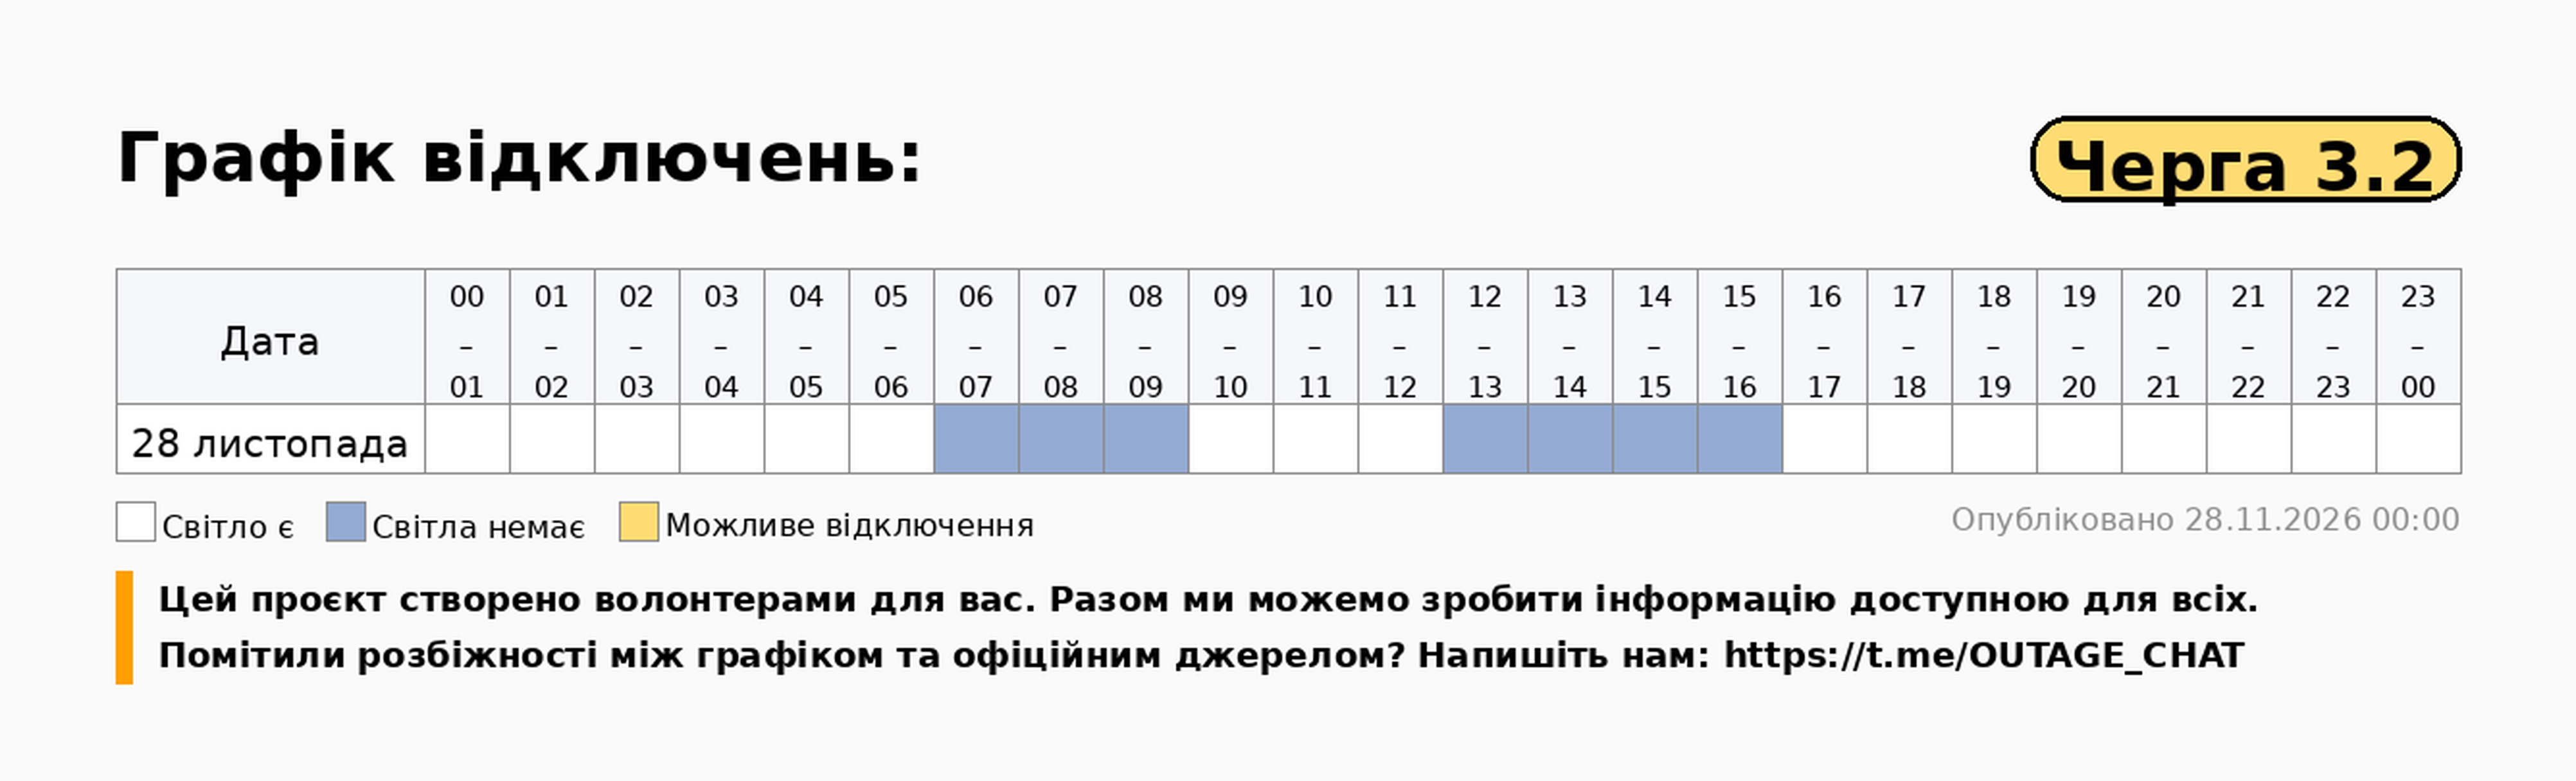 Графік відключень:
Черга 3.2
Дата
00 – 01
01 – 02
02 – 03
03 – 04
04 – 05
05 – 06
06 – 07
07 – 08
08 – 09
09 – 10
10 – 11
11 – 12
12 – 13
13 – 14
14 – 15
15 – 16
16 – 17
17 – 18
18 – 19
19 – 20
20 – 21
21 – 22
22 – 23
23 – 00
28 листопада
Світло є
Світла немає
Можливе відключення
Опубліковано 28.11.2026 00:00
Цей проєкт створено волонтерами для вас. Разом ми можемо зробити інформацію доступною для всіх.
Помітили розбіжності між графіком та офіційним джерелом? Напишіть нам: https://t.me/OUTAGE_CHAT